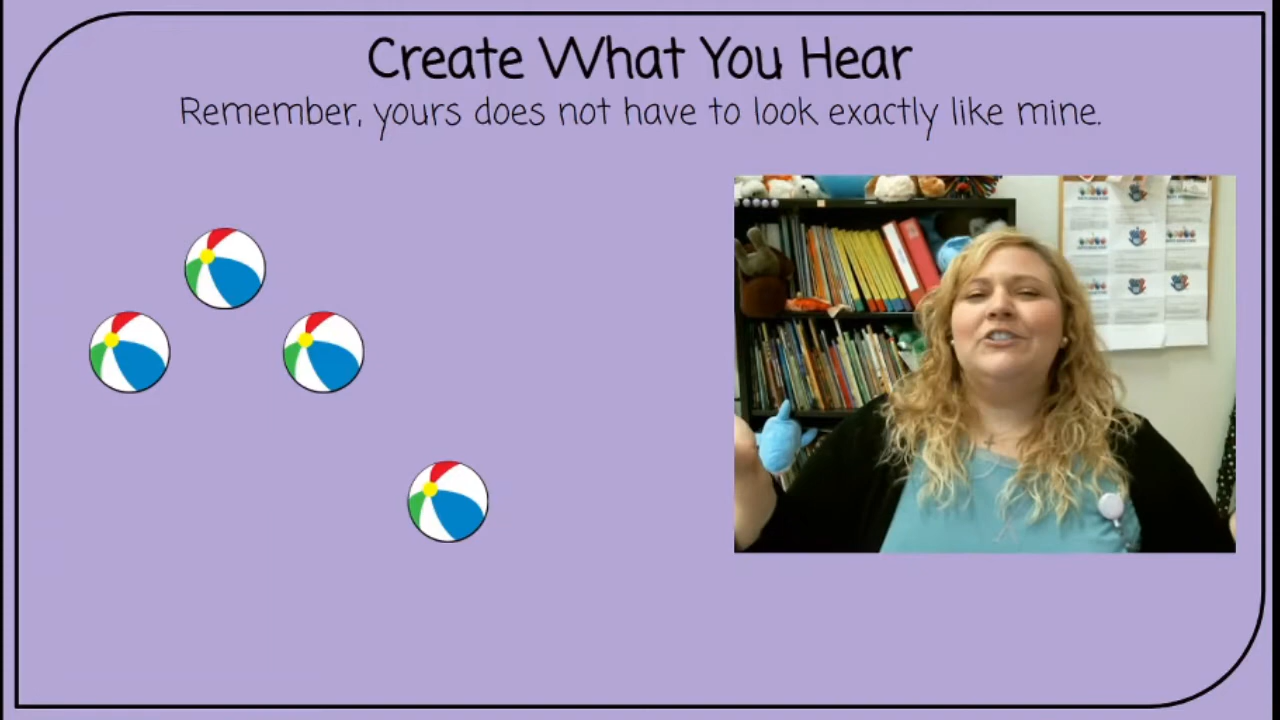 Create What You Hear
Remember, yours does not have to look exactly like mine.